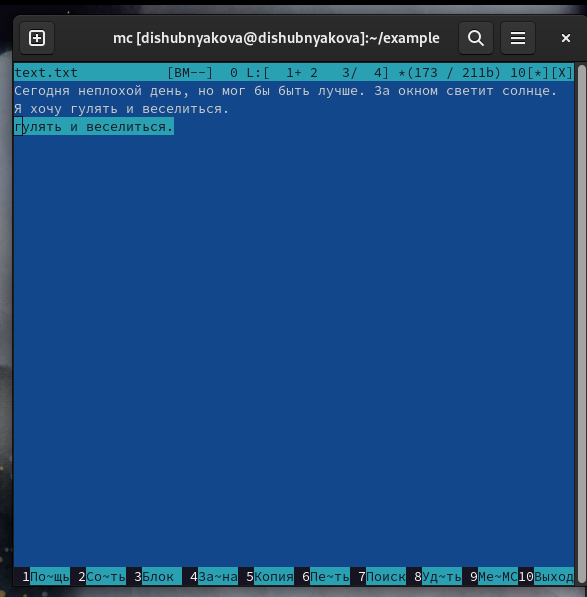 mc [dishubnyakova@dishubnyakova]:~/example
text.txt [BM--] 0 L:[ 1+ 2 3/ 4] *(173 / 211b) 10[*][X]
Сегодня неплохой день, но мог бы быть лучше. За окном светит солнце.
Я хочу гулять и веселиться.
гулять и веселиться.
1По~щь 2Со~ть 3Блок 4За~на 5Копия 6Пе~ть 7Поиск 8Уд~ть 9Ме~МС10Выход